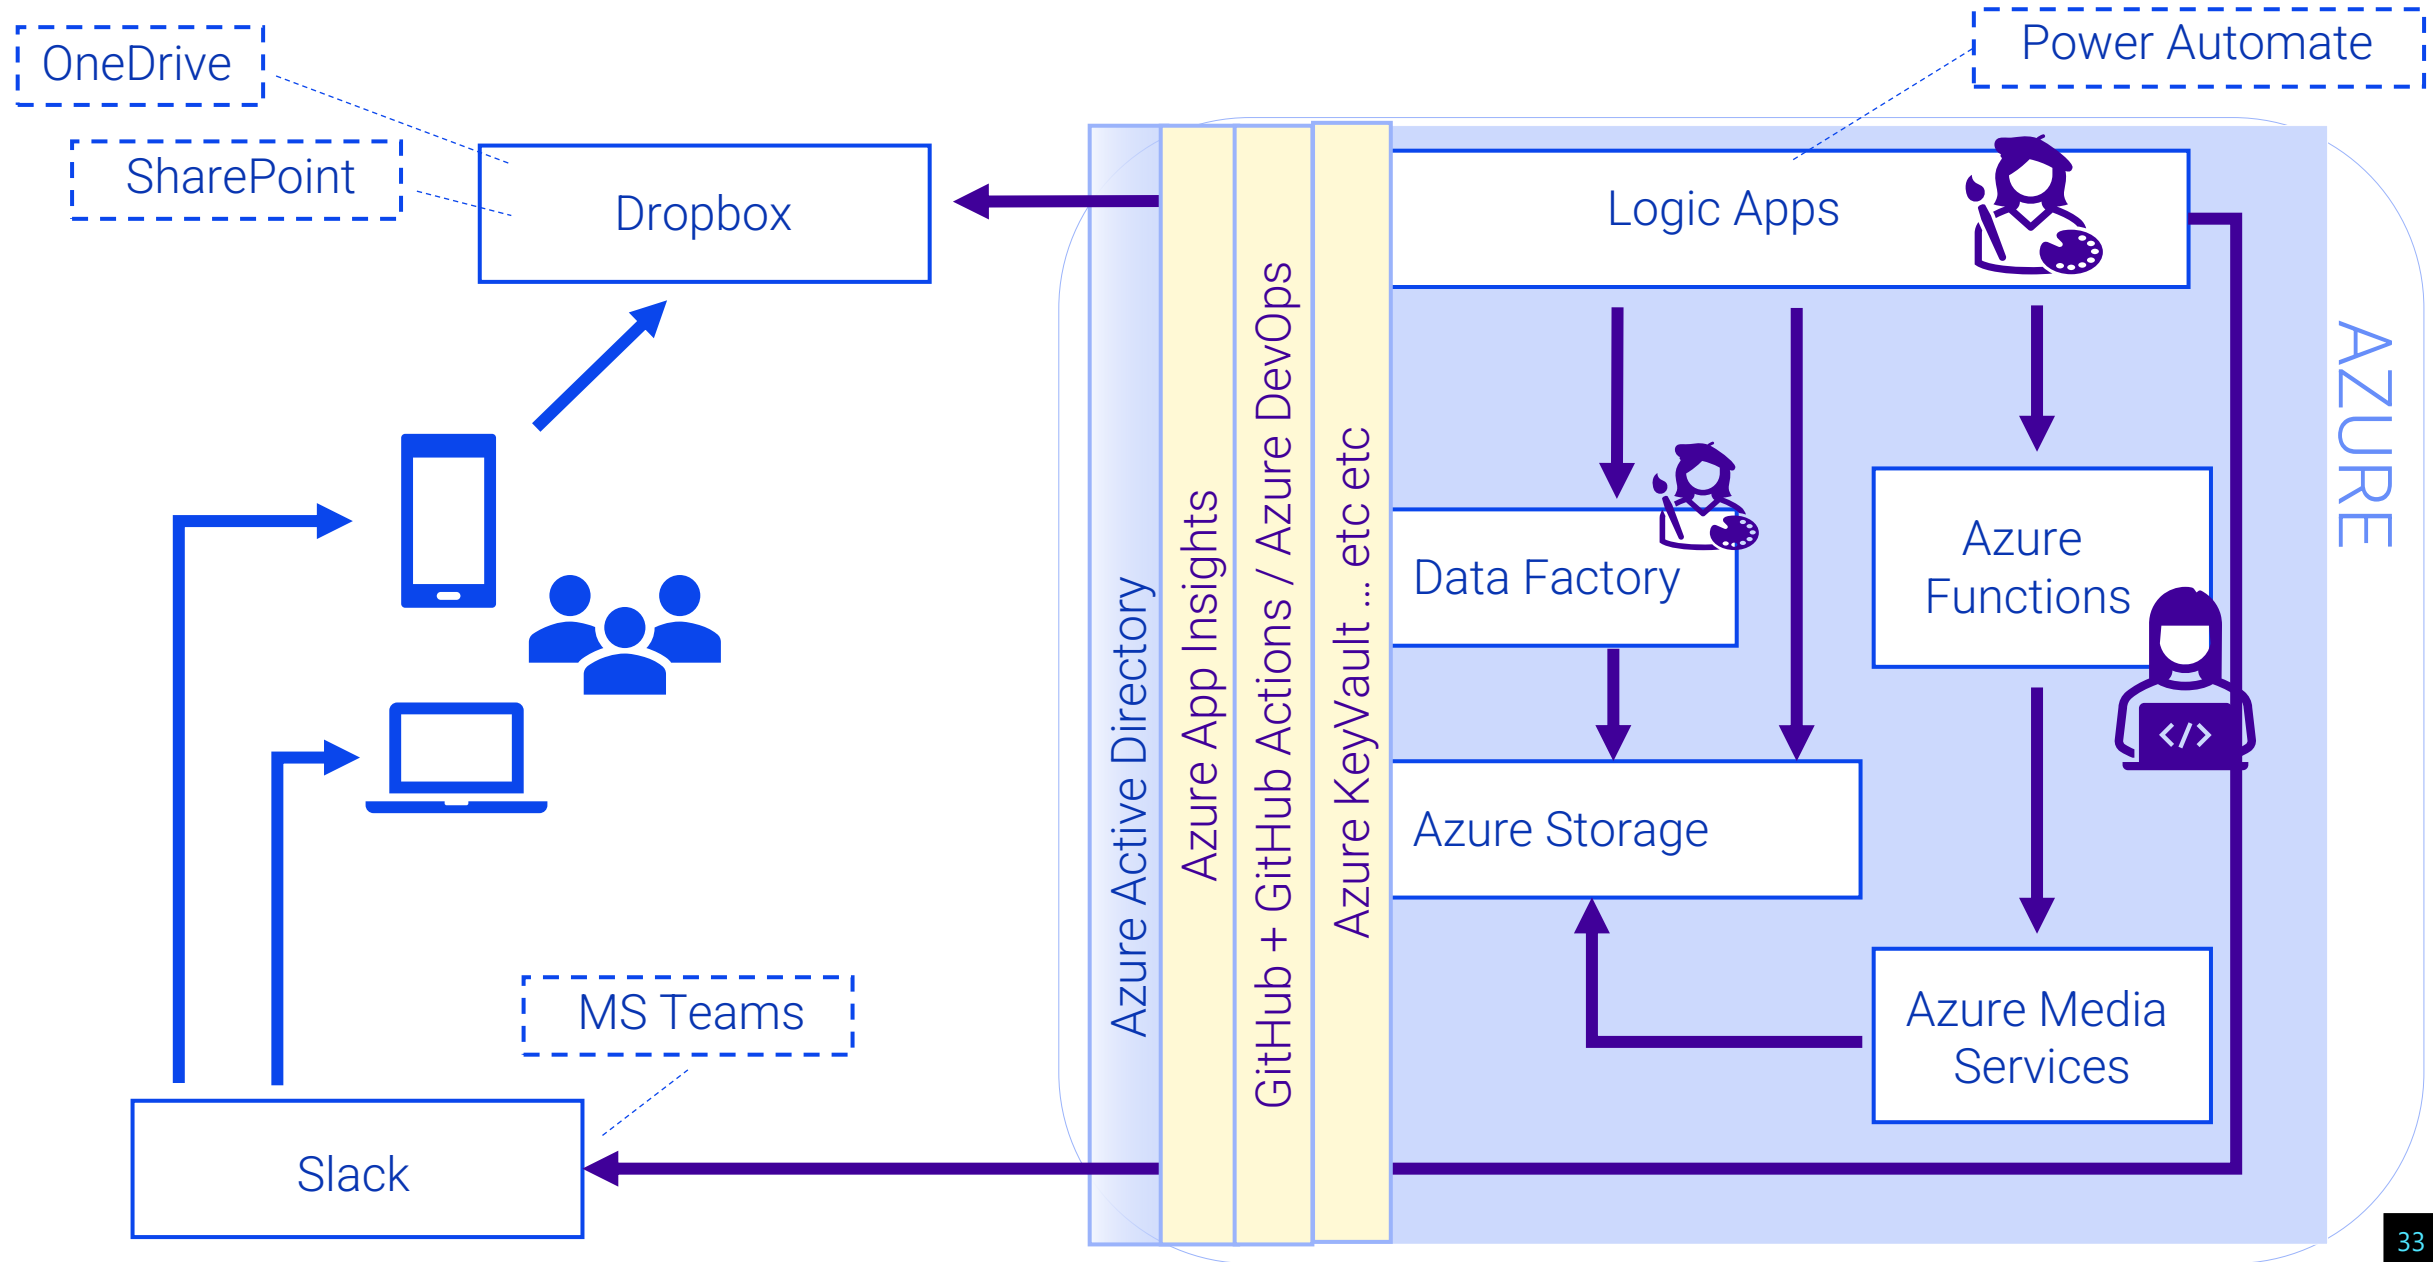 OneDrive
SharePoint
Dropbox
Power Automate
Logic Apps
AZURE
Azure Active Directory
Azure App Insights
GitHub + GitHub Actions / Azure DevOps
Azure KeyVault ... etc etc
Data Factory
Azure
Functions
</>
Azure Storage
Azure Media
Services
MS Teams
Slack
33